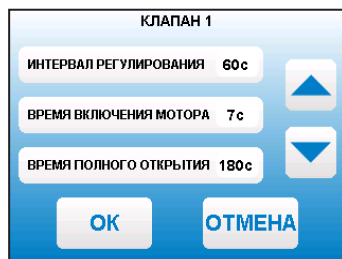 КЛАПАН 1
ИНТЕРВАЛ РЕГУЛИРОВАНИЯ 60с
ВРЕМЯ ВКЛЮЧЕНИЯ МОТОРА 7с
ВРЕМЯ ПОЛНОГО ОТКРЫТИЯ 180с
ОК ОТМЕНА